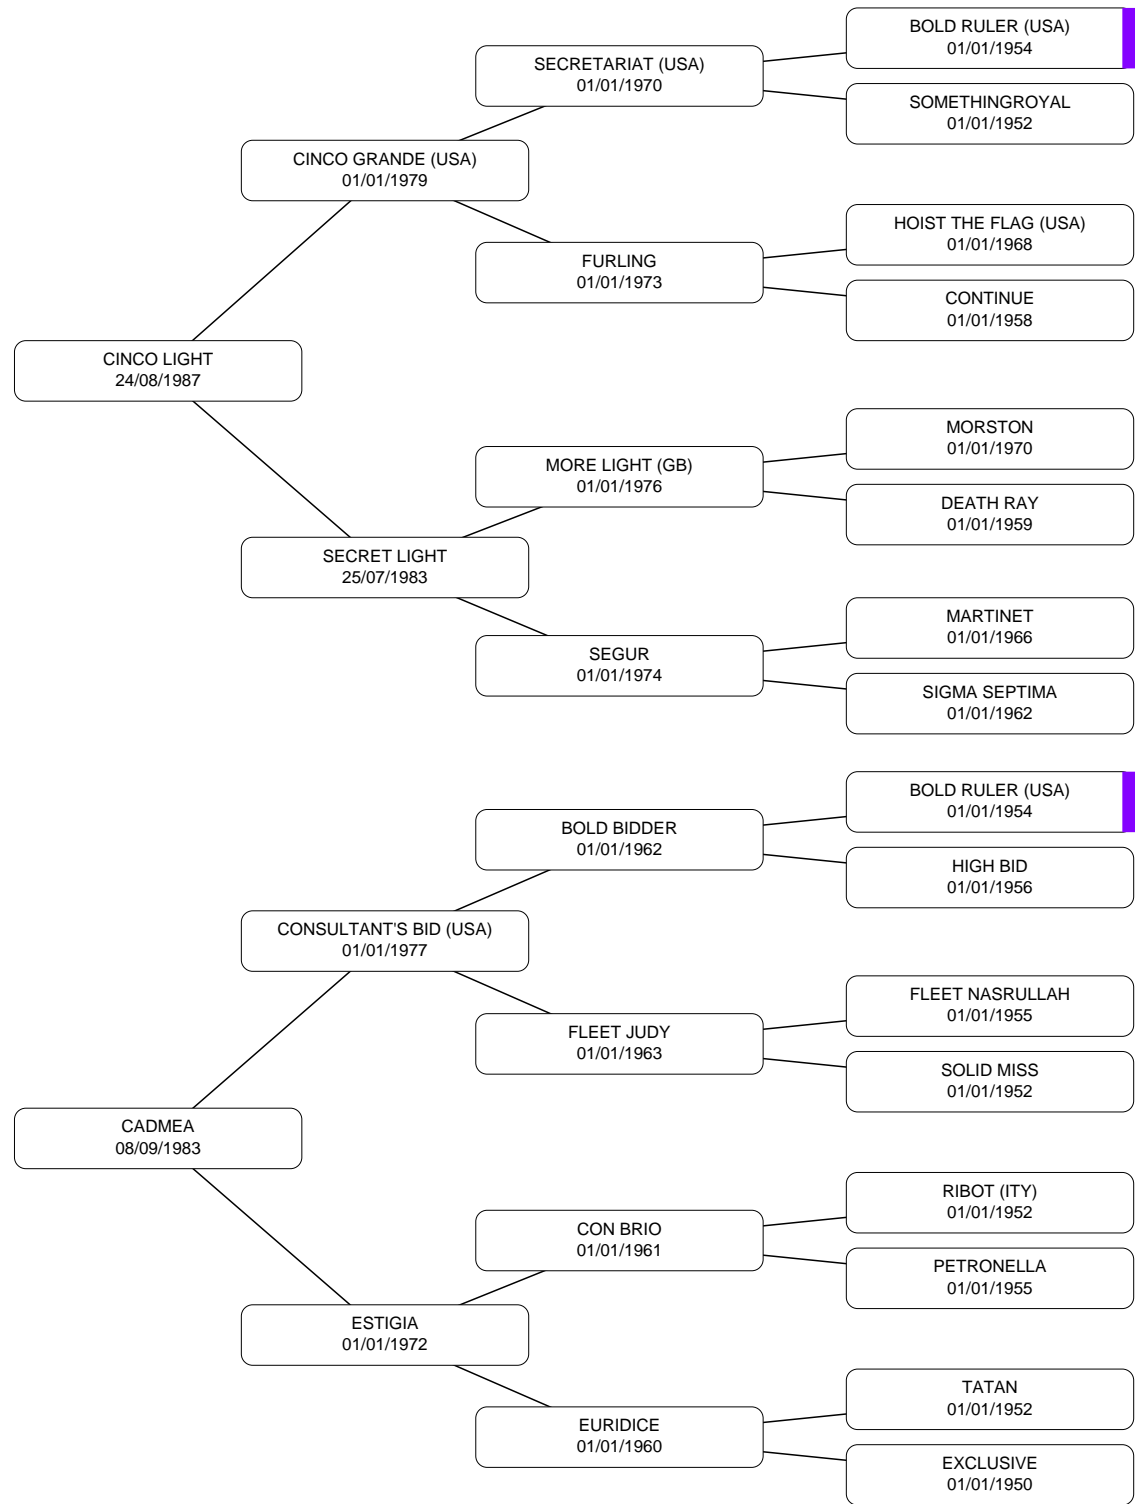 BOLD RULER (USA)
01/01/1954
SECRETARIAT (USA)
01/01/1970
SOMETHINGROYAL
01/01/1952
CINCO GRANDE (USA)
01/01/1979
HOIST THE FLAG (USA)
01/01/1968
FURLING
01/01/1973
CONTINUE
01/01/1958
CINCO LIGHT
24/08/1987
MORSTON
01/01/1970
MORE LIGHT (GB)
01/01/1976
DEATH RAY
01/01/1959
SECRET LIGHT
25/07/1983
MARTINET
01/01/1966
SEGUR
01/01/1974
SIGMA SEPTIMA
01/01/1962
BOLD RULER (USA)
01/01/1954
BOLD BIDDER
01/01/1962
HIGH BID
01/01/1956
CONSULTANT'S BID (USA)
01/01/1977
FLEET NASRULLAH
01/01/1955
FLEET JUDY
01/01/1963
SOLID MISS
01/01/1952
CADMEA
08/09/1983
RIBOT (ITY)
01/01/1952
CON BRIO
01/01/1961
PETRONELLA
01/01/1955
ESTIGIA
01/01/1972
TATAN
01/01/1952
EURIDICE
01/01/1960
EXCLUSIVE
01/01/1950